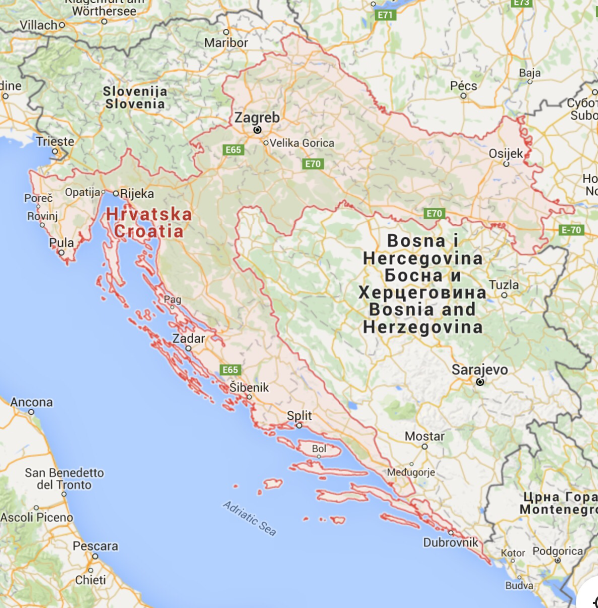 Klagenfurt am
Wörthersee
Villach
E71
E73
Maribor
Pécs
Baja
Slovenija
Slovenia
Zagreb
Velika Gorica
E65
E70
Trieste
Osijek
Opatija
Rijeka
Poreč
Rovinj
Pula
Hrvatska
Croatia
E70
E-70
Bosna i
Hercegovina
Босна и
Херцеговина
Bosnia and
Herzegovina
Tuzla
Pag
Zadar
E65
Šibenik
Sarajevo
Split
Bol
Mostar
Međugorje
Ancona
San Benedetto
del Tronto
Ascoli Piceno
Adriatic Sea
Pescara
Chieti
Dubrovnik
Црна Гора
Montenegro
Kotor
Podgorica
Budva